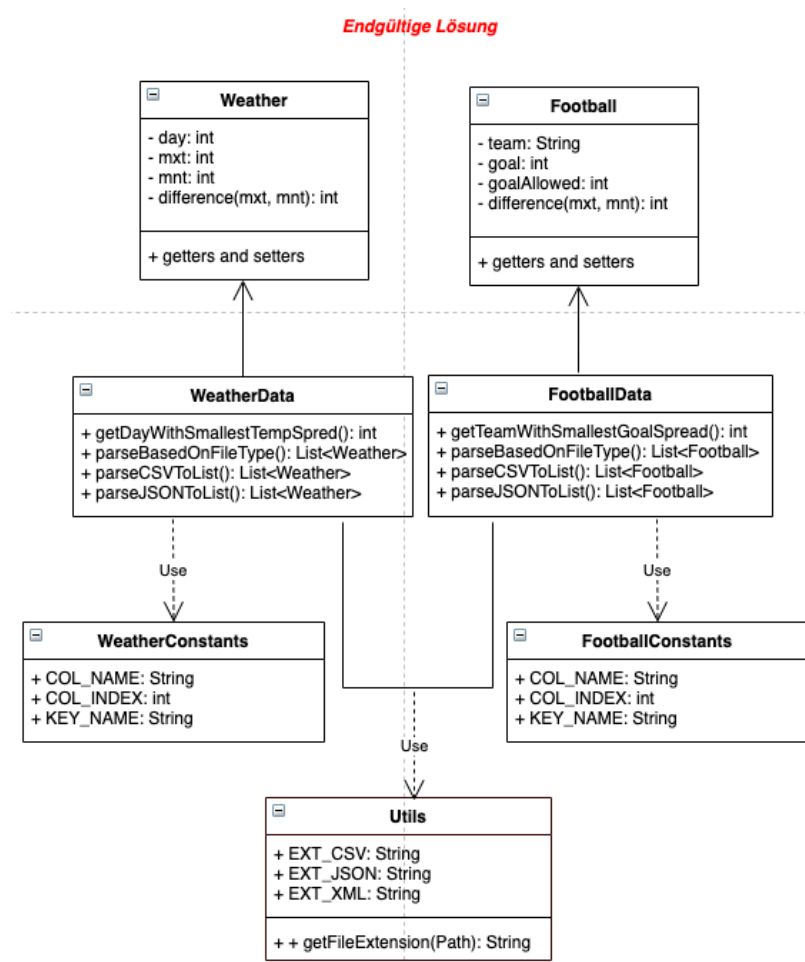 Endgültige Lösung
Weather
- day: int
- mxt: int
- mnt: int
- difference(mxt, mnt): int
+ getters and setters
Football
- team: String
- goal: int
- goalAllowed: int
- difference(mxt, mnt): int
+ getters and setters
WeatherData
+ getDayWithSmallestTempSpred(): int
+ parseBasedOnFileType(): List<Weather>
+ parseCSVToList(): List<Weather>
+ parseJSONToList(): List<Weather>
FootballData
+ getTeamWithSmallestGoalSpread(): int
+ parseBasedOnFileType(): List<Football>
+ parseCSVToList(): List<Football>
+ parseJSONToList(): List<Football>
Use
Use
WeatherConstants
+ COL_NAME: String
+ COL_INDEX: int
+ KEY_NAME: String
FootballConstants
+ COL_NAME: String
+ COL_INDEX: int
+ KEY_NAME: String
Use
Utils
+ EXT_CSV: String
+ EXT_JSON: String
+ EXT_XML: String
+ + getFileExtension(Path): String